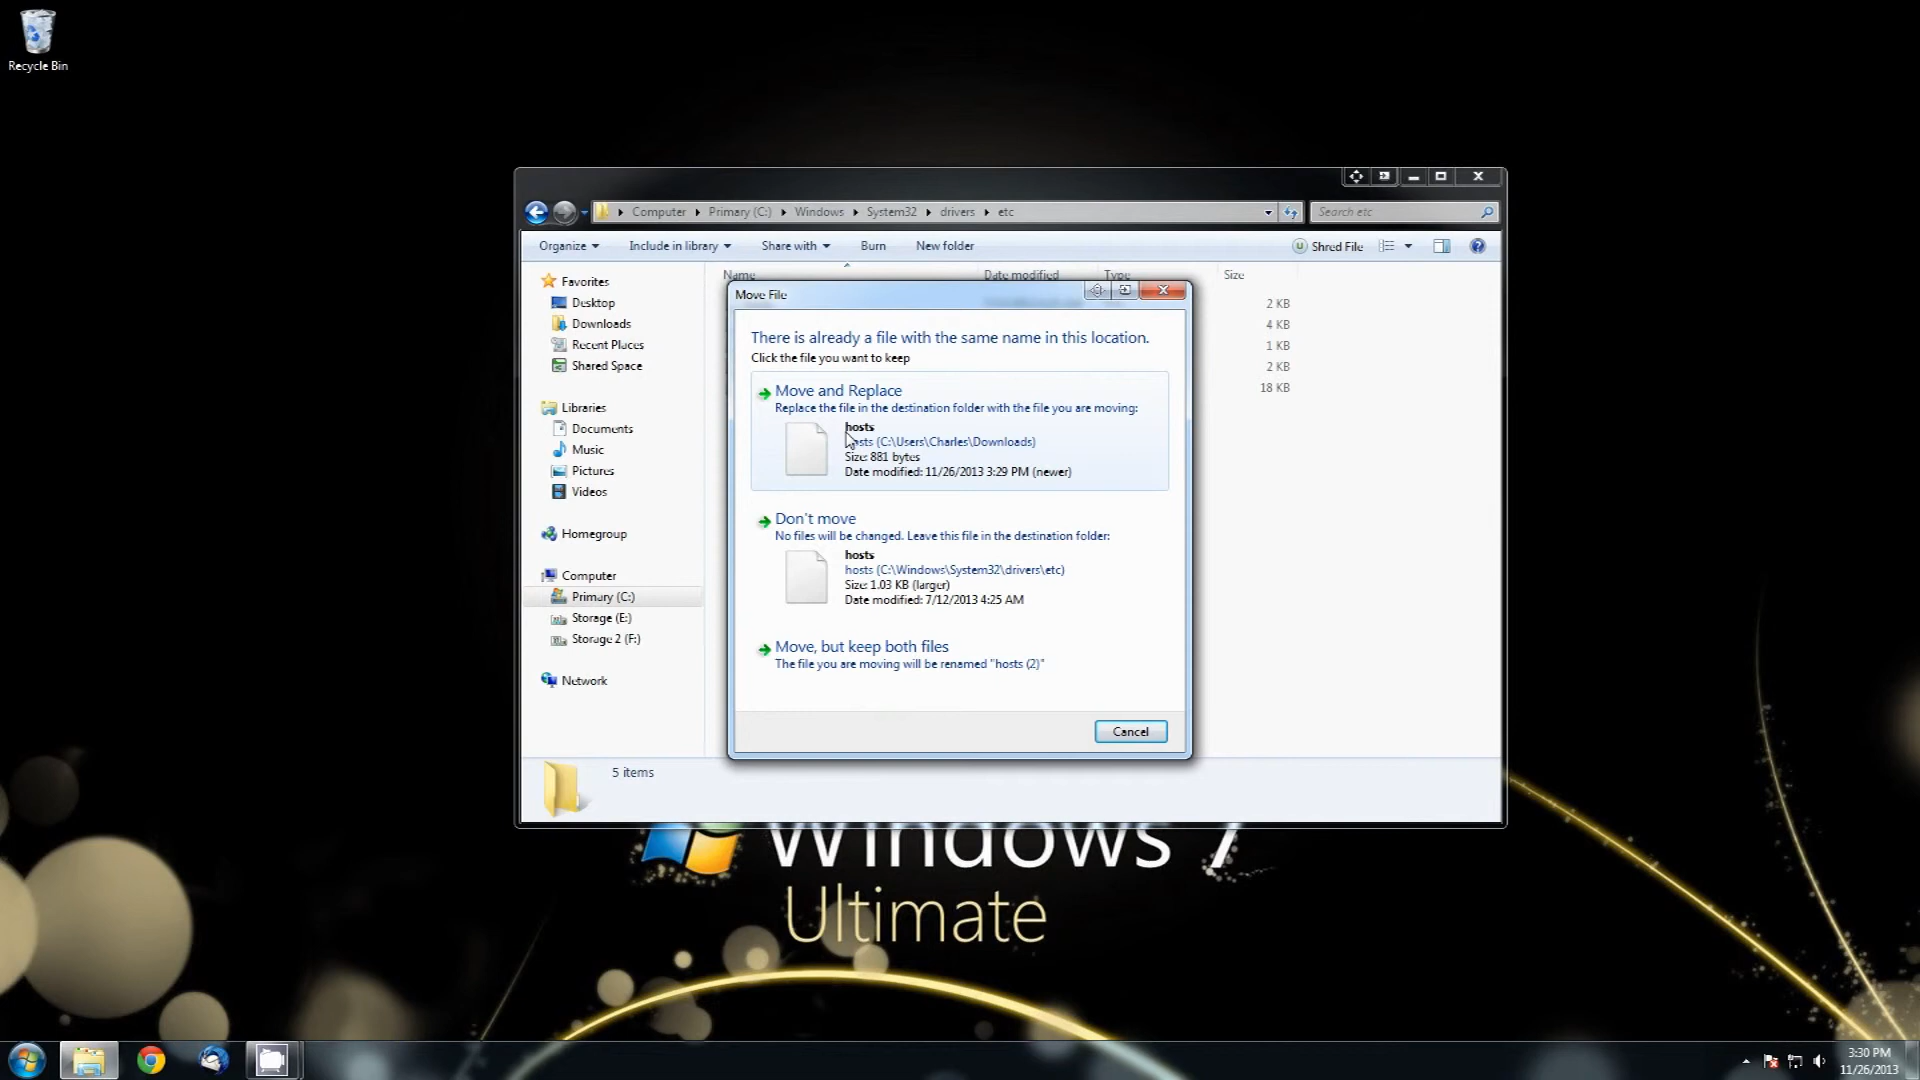 Recycle Bin
Computer Primary (C:) Windows System32 drivers etc
Search etc
Organize Include in library Share with Burn New folder Shred File
Name Date modified Type Size
Favorites
Desktop
Downloads
Recent Places
Shared Space
Libraries
Documents
Music
Pictures
Videos
Homegroup
Computer
Primary (C:)
Storage (E:)
Storage 2 (F:)
Network
2 KB
4 KB
1 KB
2 KB
18 KB
Move File
There is already a file with the same name in this location.
Click the file you want to keep
Move and Replace
Replace the file in the destination folder with the file you are moving:
hosts
hosts (C:\Users\Charles\Downloads)
Size: 881 bytes
Date modified: 11/26/2013 3:29 PM (newer)
Don't move
No files will be changed. Leave this file in the destination folder:
hosts
hosts (C:\Windows\System32\drivers\etc)
Size: 1.03 KB (larger)
Date modified: 7/12/2013 4:25 AM
Move, but keep both files
The file you are moving will be renamed "hosts (2)"
Cancel
5 items
Windows 7
Ultimate
3:30 PM
11/26/2013